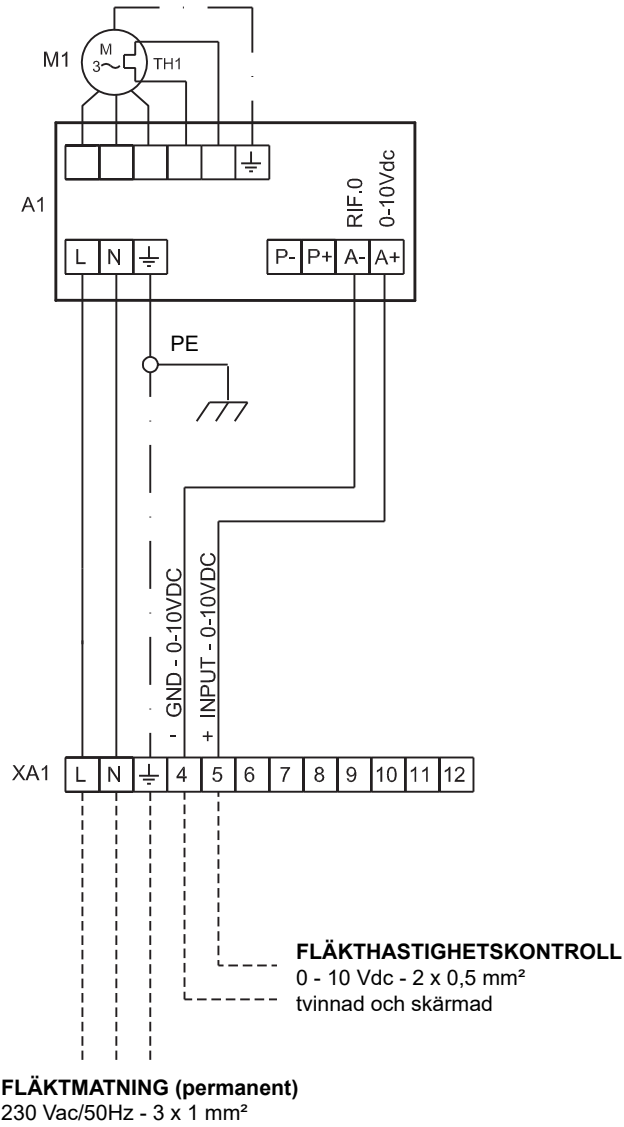 M1
M
3~
TH1
A1
RIF.0
0-10Vdc
L N
P- P+ A- A+
PE
- GND - 0-10VDC
+ INPUT - 0-10VDC
XA1
L N 4 5 6 7 8 9 10 11 12
FLÄKTHASTIGHETSKONTROLL
0 - 10 Vdc - 2 x 0,5 mm²
tvinnad och skärmad
FLÄKTMATNING (permanent)
230 Vac/50Hz - 3 x 1 mm²